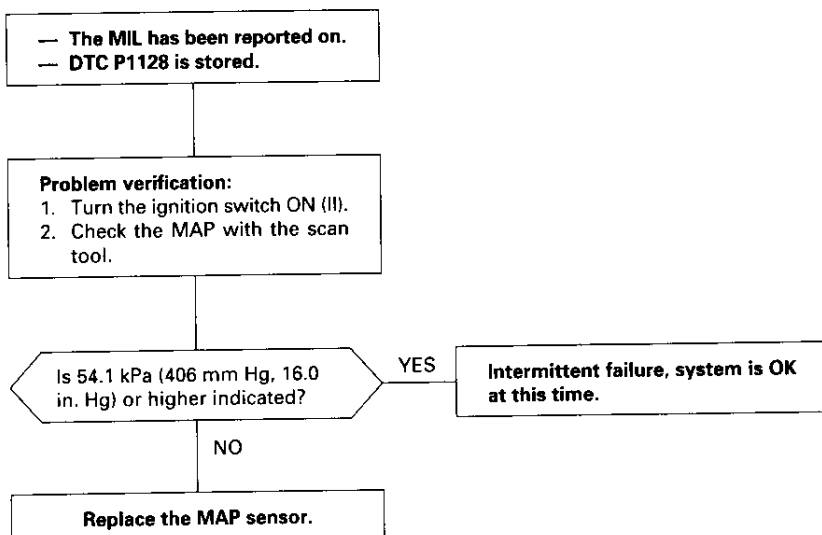 — The MIL has been reported on.
— DTC P1128 is stored.
Problem verification:
1. Turn the ignition switch ON (II).
2. Check the MAP with the scan
tool.
Is 54.1 kPa (406 mm Hg, 16.0
in. Hg) or higher indicated?
YES
Intermittent failure, system is OK
at this time.
NO
Replace the MAP sensor.